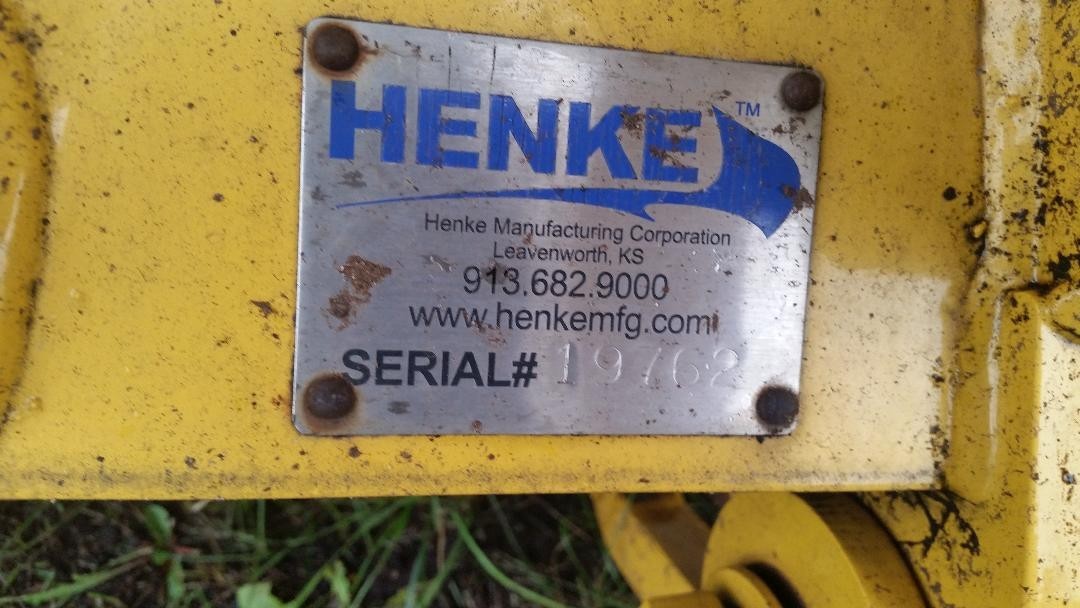 HENKE™
Henke Manufacturing Corporation
Leavenworth, KS
913.682.9000
www.henkemfg.com
SERIAL# 19762